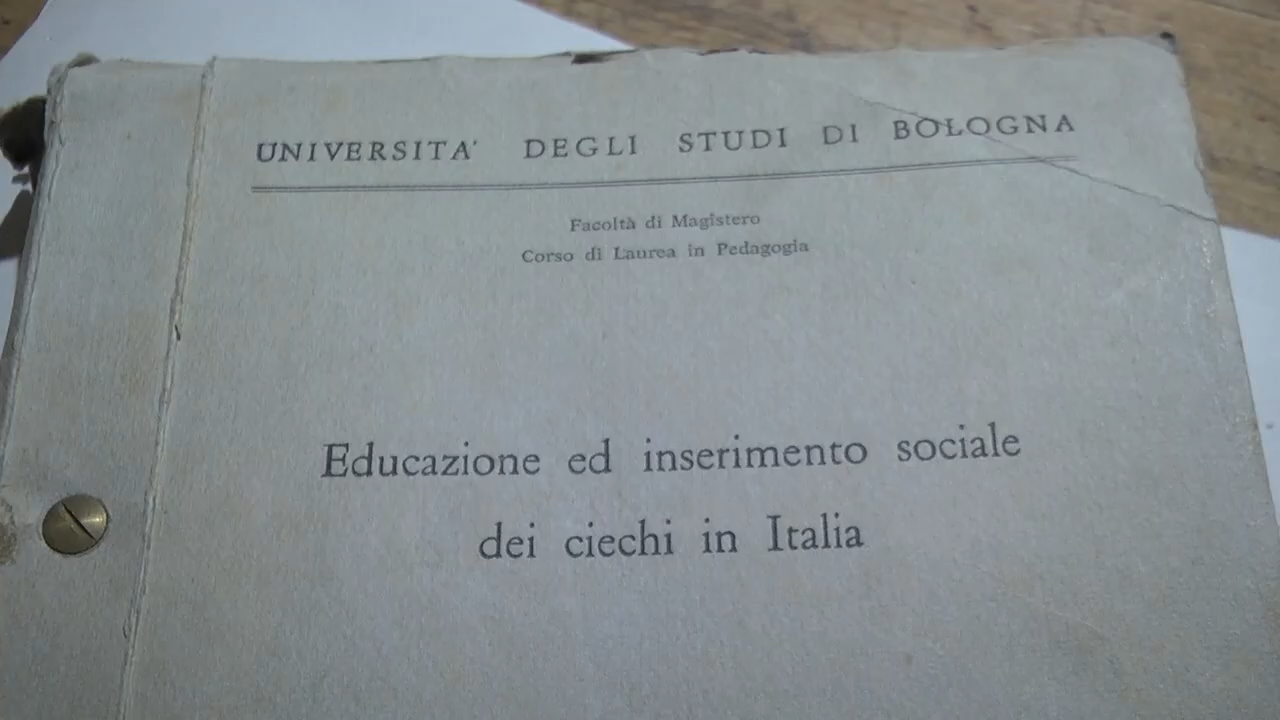 UNIVERSITA' DEGLI STUDI DI BOLOGNA
Facoltà di Magistero
Corso di Laurea in Pedagogia
Educazione ed inserimento sociale
dei ciechi in Italia